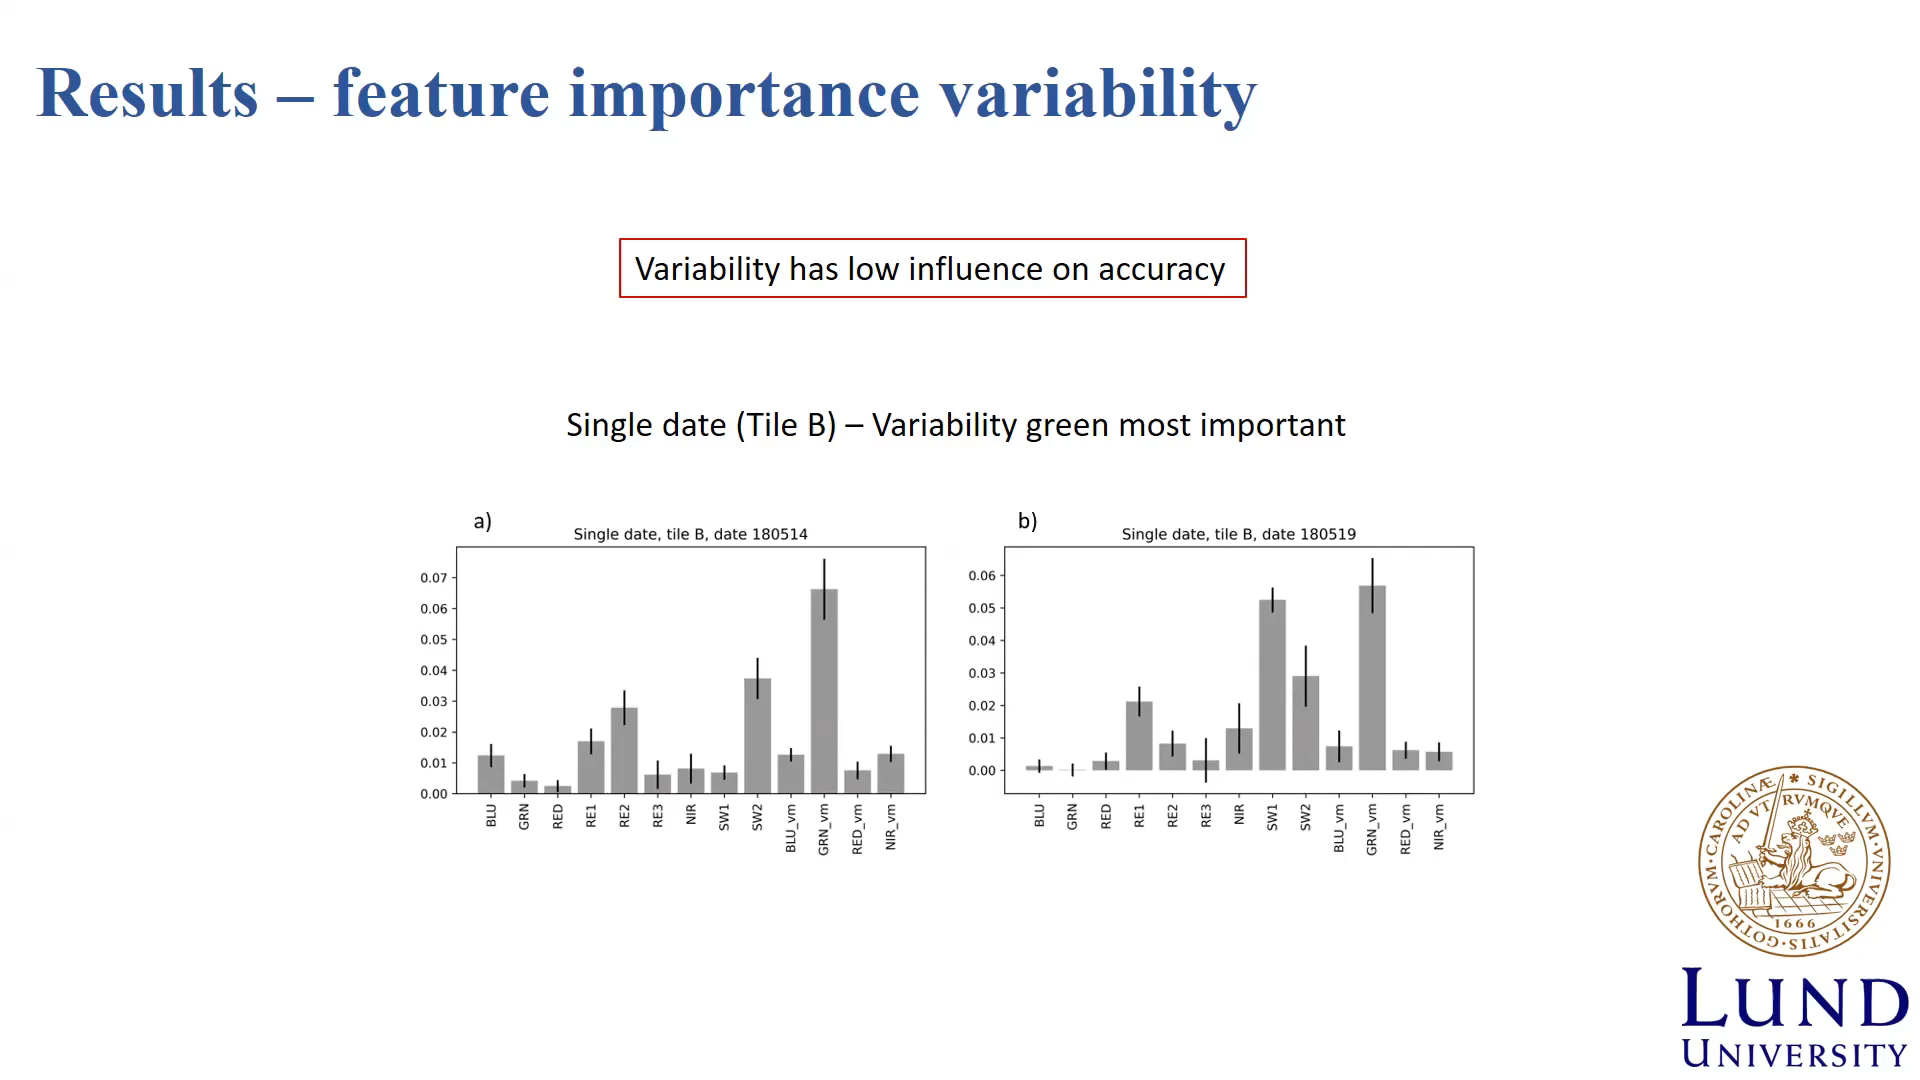 Results – feature importance variability
Variability has low influence on accuracy
Single date (Tile B) – Variability green most important
a)
Single date, tile B, date 180514
0.07
0.06
0.05
0.04
0.03
0.02
0.01
0.00
BLU
GRN
RED
RE1
RE2
RE3
NIR
SW1
SW2
BLU_vm
GRN_vm
RED_vm
NIR_vm
b)
Single date, tile B, date 180519
0.06
0.05
0.04
0.03
0.02
0.01
0.00
BLU
GRN
RED
RE1
RE2
RE3
NIR
SW1
SW2
BLU_vm
GRN_vm
RED_vm
NIR_vm
SIGILLVM·VNIVERSITATIS·GOTHORVM·CAROLINÆ
AD VTRVMQVE
1666
LUND
UNIVERSITY